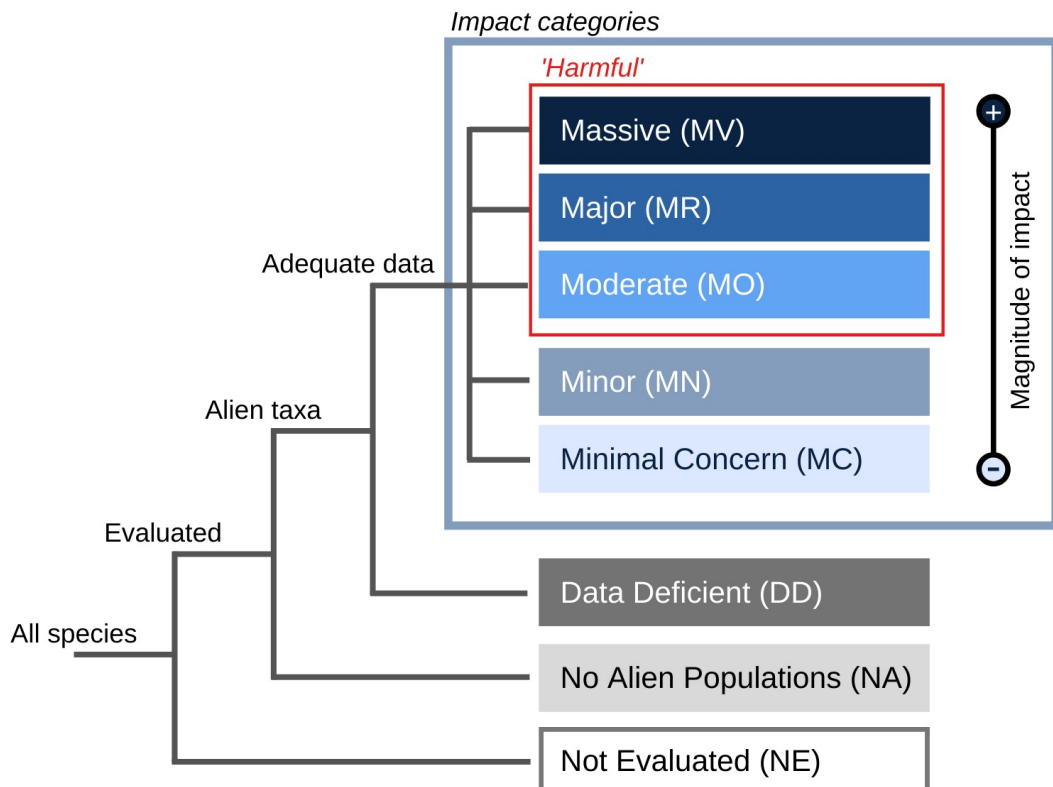 Impact categories
'Harmful'
Massive (MV)
Major (MR)
Moderate (MO)
Minor (MN)
Minimal Concern (MC)
+
Magnitude of impact
-
Adequate data
Alien taxa
Evaluated
All species
Data Deficient (DD)
No Alien Populations (NA)
Not Evaluated (NE)